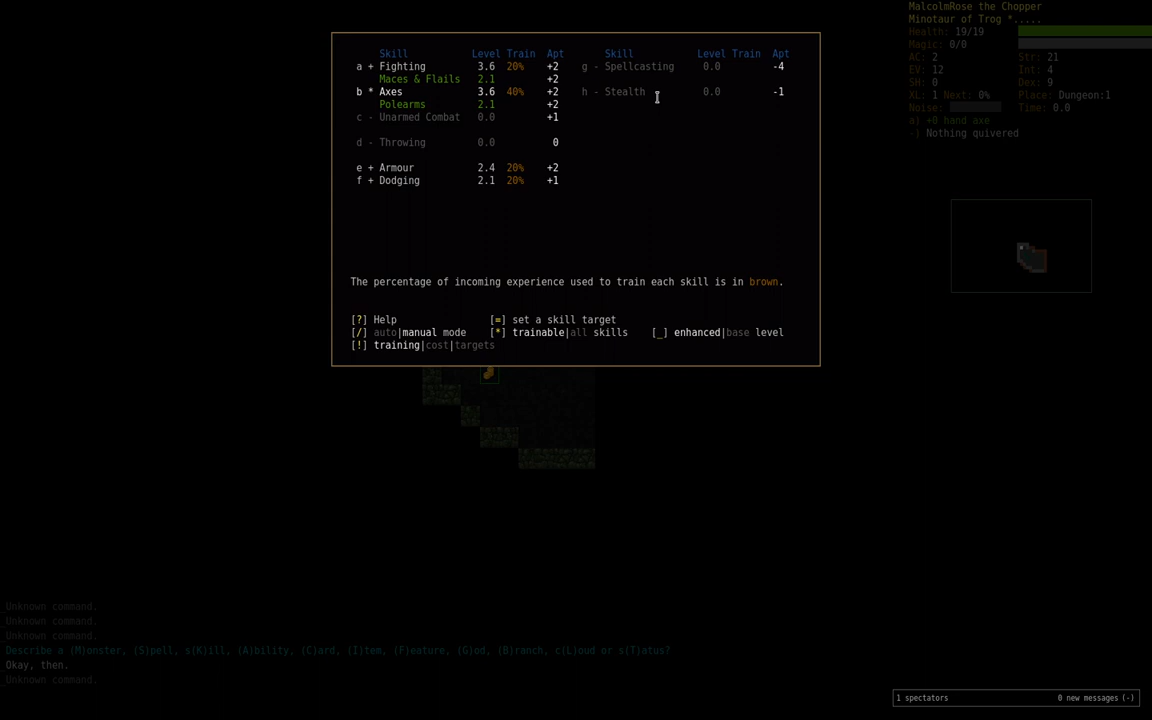 MalcolmRose the Chopper
Minotaur of Trog *.....
Health: 19/19
Magic: 0/0
AC: 2 Str: 21
EV: 12 Int: 4
SH: 0 Dex: 9
XL: 1 Next: 0% Place: Dungeon:1
Noise: Time: 0.0
a) +0 hand axe
-) Nothing quivered
Skill Level Train Apt Skill Level Train Apt
a + Fighting 3.6 20% +2 g - Spellcasting 0.0 -4
Maces & Flails 2.1 +2
b * Axes 3.6 40% +2 h - Stealth 0.0 -1
Polearms 2.1 +2
c - Unarmed Combat 0.0 +1
d - Throwing 0.0 0
e + Armour 2.4 20% +2
f + Dodging 2.1 20% +1
The percentage of incoming experience used to train each skill is in brown.
[?] Help [=] set a skill target
[/] auto|manual mode [*] trainable|all skills [_] enhanced|base level
[!] training|cost|targets
_Unknown command.
_Unknown command.
_Unknown command.
Describe a (M)onster, (S)pell, s(K)ill, (A)bility, (C)ard, (I)tem, (F)eature, (G)od, (B)ranch, c(L)oud or s(T)atus?
Okay, then.
_Unknown command.
1 spectators 0 new messages (-)